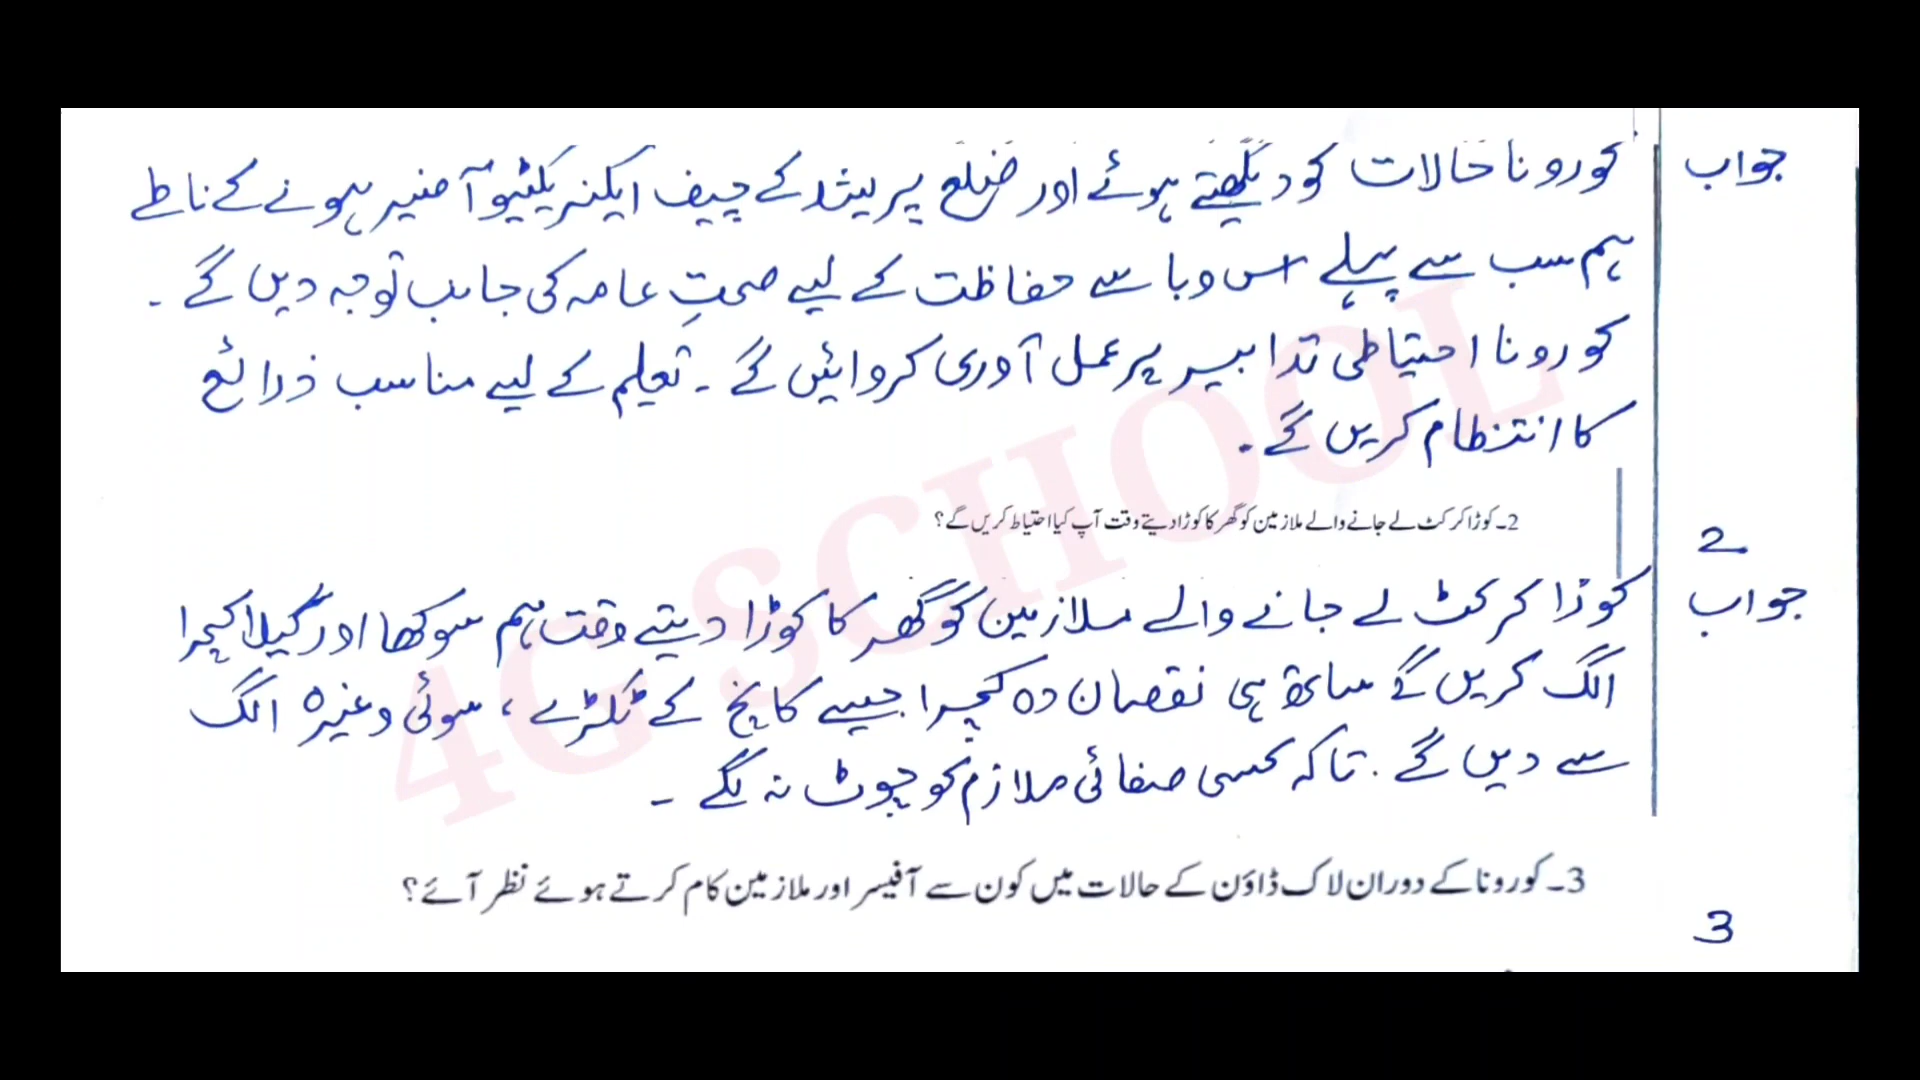 جواب
کورونا حالات کو دیکھتے ہوئے اور ضلع پریشد کے چیف ایکزیکٹیو آفیسر ہونے کے ناطے
ہم سب سے پہلے اس وبا سے حفاظت کے لیے صحتِ عامہ کی جانب توجہ دیں گے ۔
کورونا احتیاطی تدابیر پر عمل آوری کروائیں گے ۔ تعلیم کے لیے مناسب ذرائع
کا انتظام کریں گے ۔
2۔ کوڑا کرکٹ لے جانے والے ملازمین کو گھر کا کوڑا دیتے وقت آپ کیا احتیاط کریں گے؟
2
جواب
کوڑا کرکٹ لے جانے والے ملازمین کو گھر کا کوڑا دیتے وقت ہم سوکھا اور گیلا کچرا
الگ کریں گے ساتھ ہی نقصان دہ کچرا جیسے کانچ کے ٹکڑے ، سوئی وغیرہ الگ
سے دیں گے . تاکہ کسی صفائی ملازم کو چوٹ نہ لگے ۔
3۔ کورونا کے دوران لاک ڈاؤن کے حالات میں کون سے آفیسر اور ملازمین کام کرتے ہوئے نظر آئے؟
3
4G SCHOOL